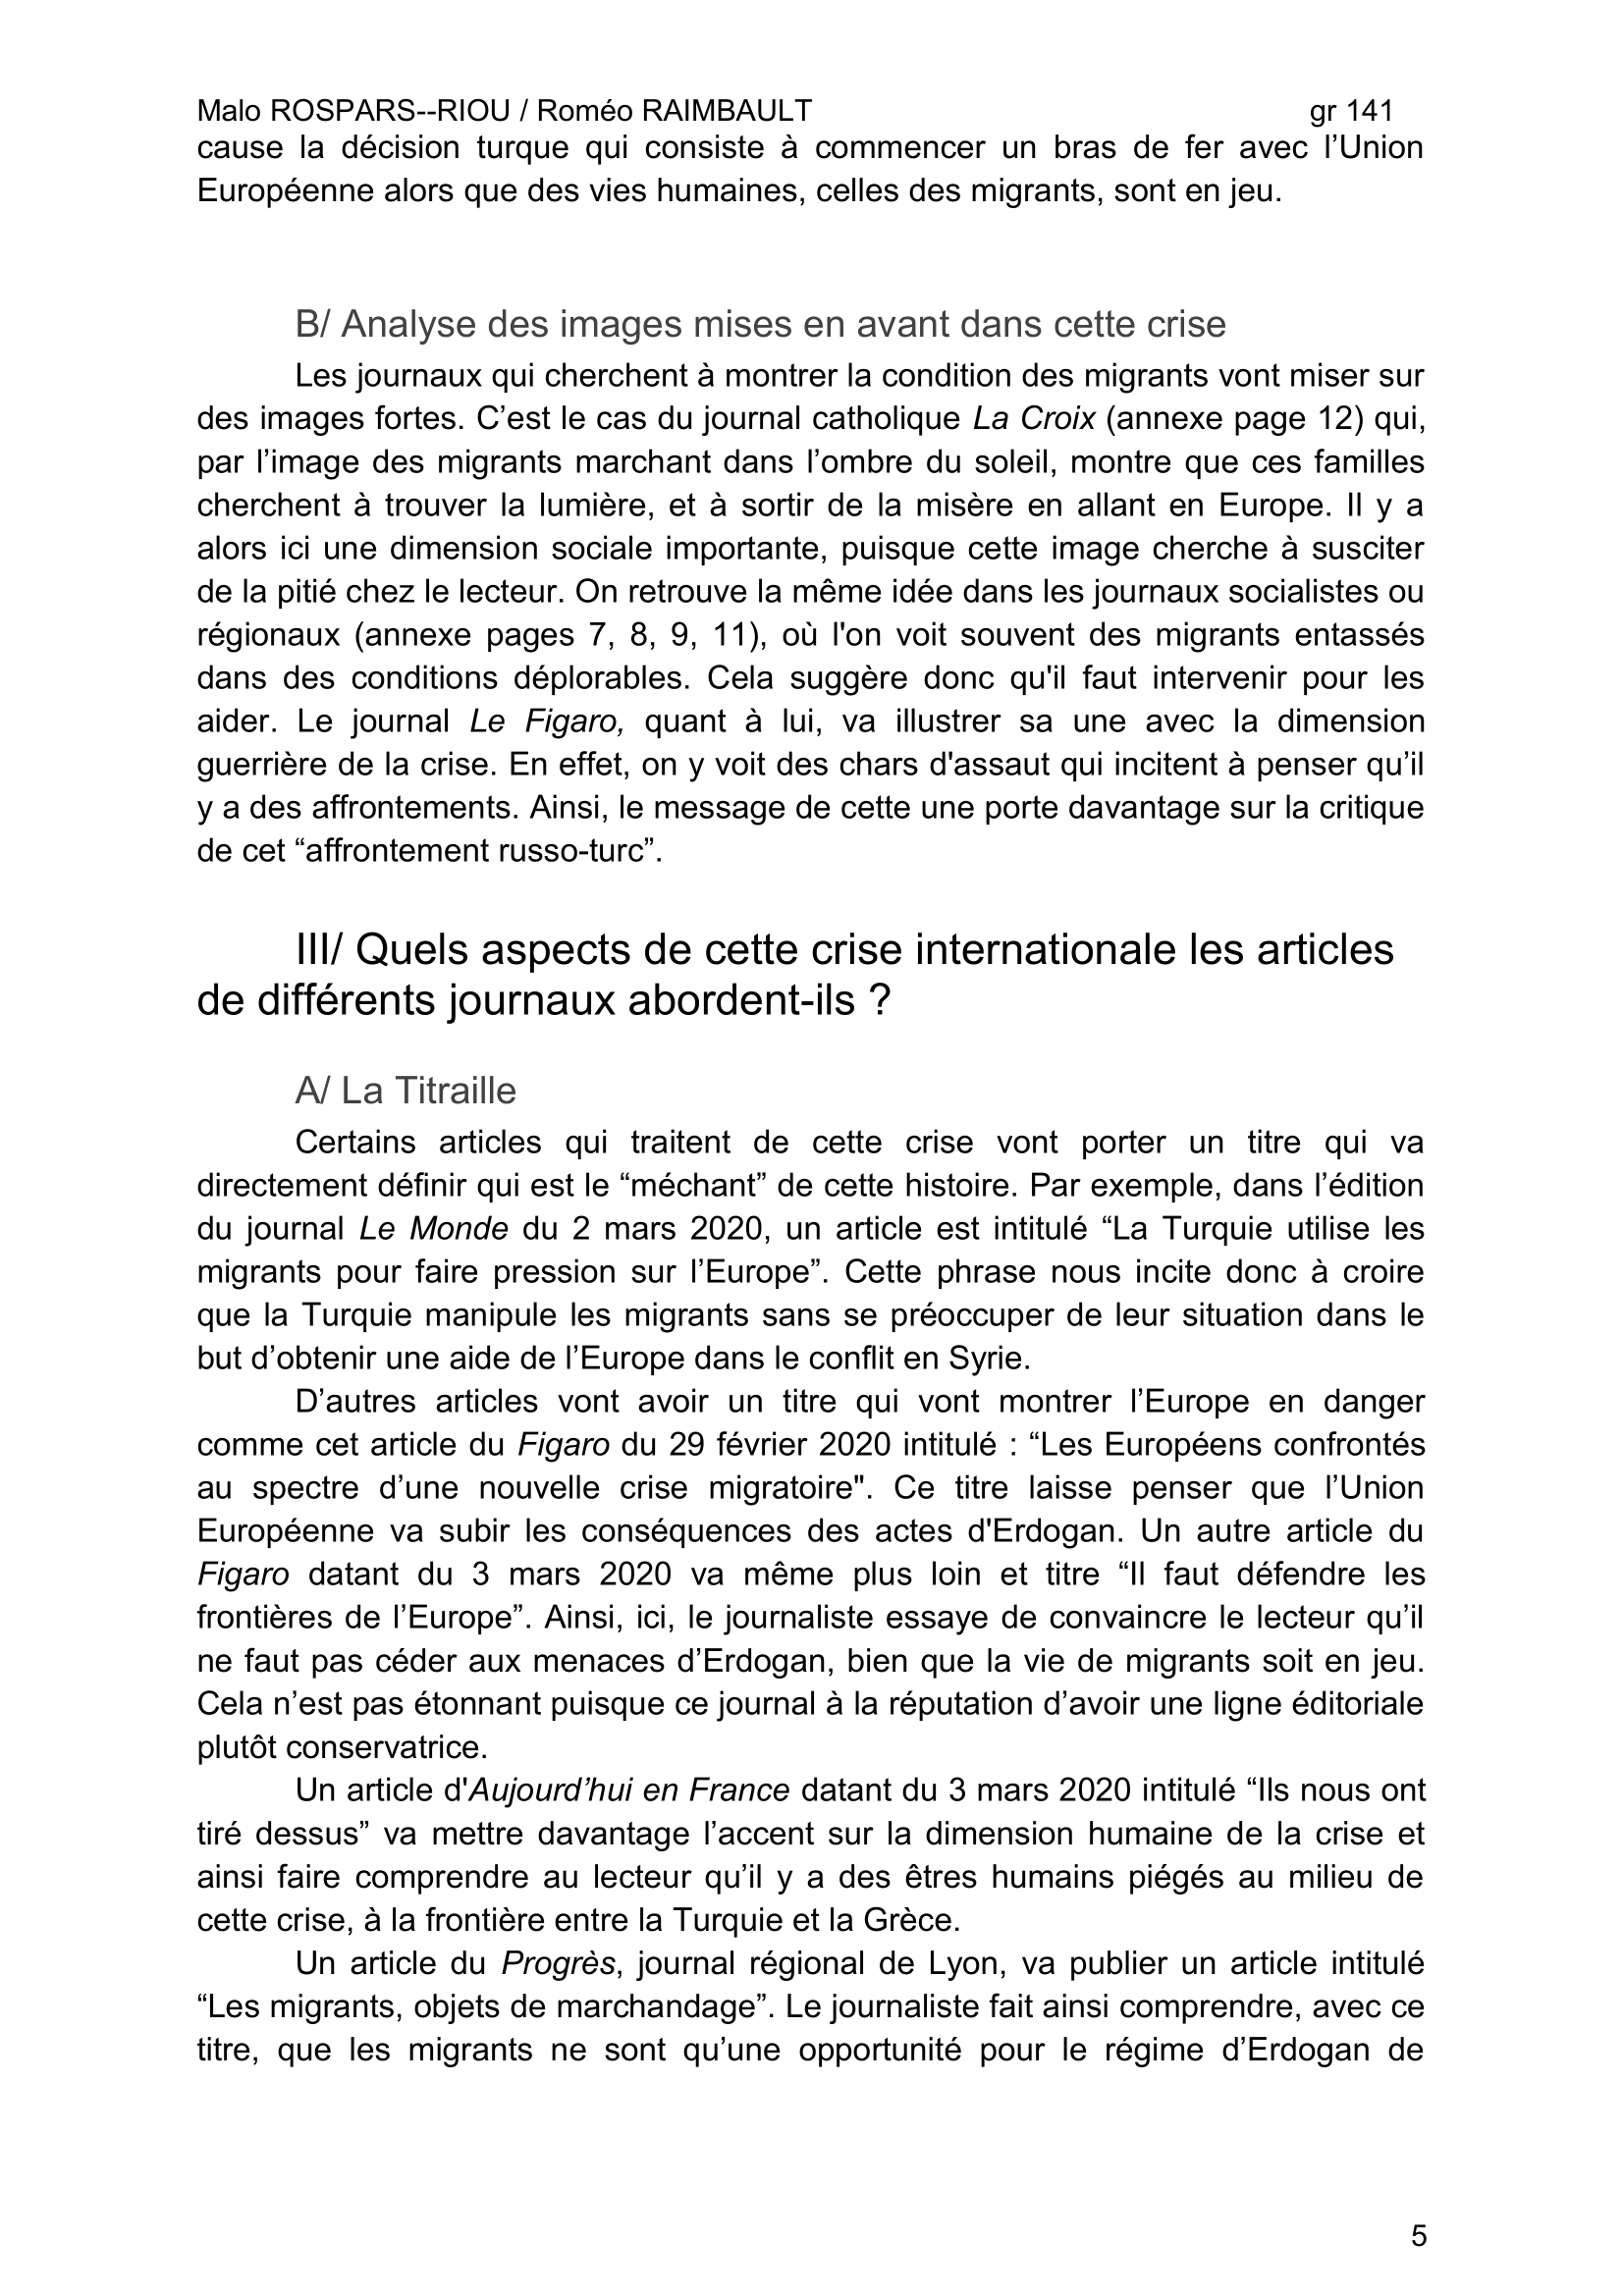 Malo ROSPARS--RIOU / Roméo RAIMBAULT gr 141
cause la décision turque qui consiste à commencer un bras de fer avec l’Union
Européenne alors que des vies humaines, celles des migrants, sont en jeu.
B/ Analyse des images mises en avant dans cette crise
Les journaux qui cherchent à montrer la condition des migrants vont miser sur
des images fortes. C’est le cas du journal catholique La Croix (annexe page 12) qui,
par l’image des migrants marchant dans l’ombre du soleil, montre que ces familles
cherchent à trouver la lumière, et à sortir de la misère en allant en Europe. Il y a
alors ici une dimension sociale importante, puisque cette image cherche à susciter
de la pitié chez le lecteur. On retrouve la même idée dans les journaux socialistes ou
régionaux (annexe pages 7, 8, 9, 11), où l'on voit souvent des migrants entassés
dans des conditions déplorables. Cela suggère donc qu'il faut intervenir pour les
aider. Le journal Le Figaro, quant à lui, va illustrer sa une avec la dimension
guerrière de la crise. En effet, on y voit des chars d'assaut qui incitent à penser qu’il
y a des affrontements. Ainsi, le message de cette une porte davantage sur la critique
de cet “affrontement russo-turc”.
III/ Quels aspects de cette crise internationale les articles
de différents journaux abordent-ils ?
A/ La Titraille
Certains articles qui traitent de cette crise vont porter un titre qui va
directement définir qui est le “méchant” de cette histoire. Par exemple, dans l’édition
du journal Le Monde du 2 mars 2020, un article est intitulé “La Turquie utilise les
migrants pour faire pression sur l’Europe”. Cette phrase nous incite donc à croire
que la Turquie manipule les migrants sans se préoccuper de leur situation dans le
but d’obtenir une aide de l’Europe dans le conflit en Syrie.
D’autres articles vont avoir un titre qui vont montrer l’Europe en danger
comme cet article du Figaro du 29 février 2020 intitulé : “Les Européens confrontés
au spectre d’une nouvelle crise migratoire". Ce titre laisse penser que l’Union
Européenne va subir les conséquences des actes d'Erdogan. Un autre article du
Figaro datant du 3 mars 2020 va même plus loin et titre “Il faut défendre les
frontières de l’Europe”. Ainsi, ici, le journaliste essaye de convaincre le lecteur qu’il
ne faut pas céder aux menaces d’Erdogan, bien que la vie de migrants soit en jeu.
Cela n’est pas étonnant puisque ce journal à la réputation d’avoir une ligne éditoriale
plutôt conservatrice.
Un article d'Aujourd’hui en France datant du 3 mars 2020 intitulé “Ils nous ont
tiré dessus” va mettre davantage l’accent sur la dimension humaine de la crise et
ainsi faire comprendre au lecteur qu’il y a des êtres humains piégés au milieu de
cette crise, à la frontière entre la Turquie et la Grèce.
Un article du Progrès, journal régional de Lyon, va publier un article intitulé
“Les migrants, objets de marchandage”. Le journaliste fait ainsi comprendre, avec ce
titre, que les migrants ne sont qu’une opportunité pour le régime d’Erdogan de
5